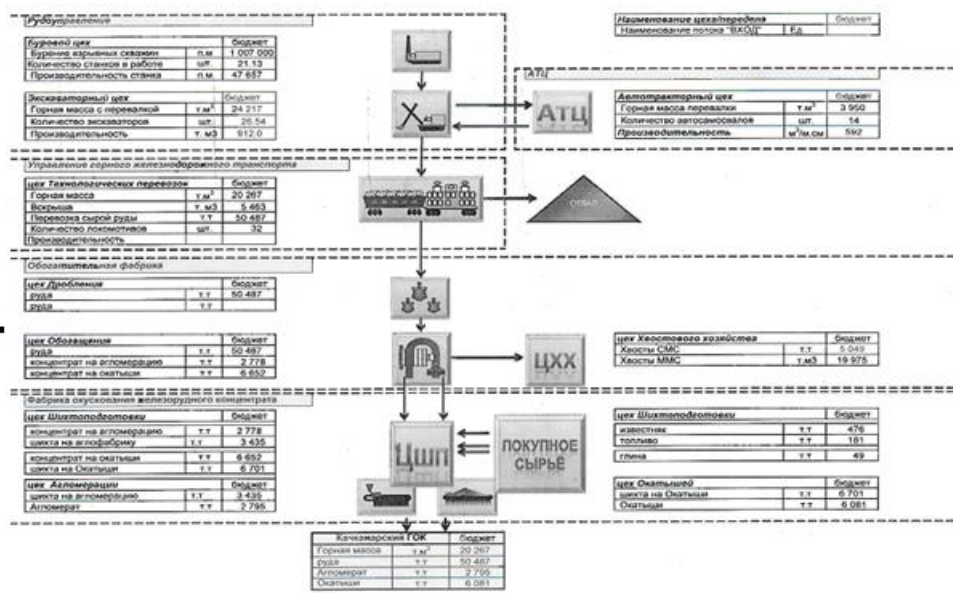 Рудоуправление
Буровой цех бюджет
Бурение взрывных скважин п.м. 1 007 000
Количество станков в работе шт. 21.13
Производительность станка п.м. 47 657
Экскаваторный цех бюджет
Горная масса с перевалкой т.м³ 24 217
Количество экскаваторов шт. 26.54
Производительность т. м3 912.0
Наименование цеха/передела бюджет
Наименование потока "ВХОД" Ед
АТЦ
АТЦ
Автотракторный цех бюджет
Горная масса перевалки т.м³ 3 950
Количество автосамосвалов шт. 14
Производительность м³/м.см 592
Управление горного железнодорожного транспорта
цех Технологических перевозок бюджет
Горная масса т.м³ 20 267
Вскрыша т. м3 5 463
Перевозка сырой руды т.т 50 487
Количество локомотивов шт. 32
Производительность
ОТВАЛ
Обогатительная фабрика
цех Дробления бюджет
руда т.т 50 487
руда т.т
цех Обогащения бюджет
руда т.т 50 487
концентрат на агломерацию т.т 2 778
концентрат на окатыши т.т 6 652
ЦХХ
цех Хвостового хозяйства бюджет
Хвосты СМС т.т 5 049
Хвосты ММС т.м3 19 975
Фабрика окускования железорудного концентрата
цех Шихтоподготовки бюджет
концентрат на агломерацию т.т 2 778
шихта на аглофабрику т.т 3 435
концентрат на окатыши т.т 6 652
шихта на Окатыши т.т 6 701
цех Агломерации бюджет
шихта на агломерацию т.т 3 435
Агломерат т.т 2 795
Цшп
ПОКУПНОЕ
СЫРЬЁ
цех Шихтоподготовки бюджет
известняк т.т 476
топливо т.т 181
глина т.т 49
цех Окатышей бюджет
шихта на Окатыши т.т 6 701
Окатыши т.т 6 081
Качканарский ГОК бюджет
Горная масса т.м³ 20 267
руда т.т 50 487
Агломерат т.т 2 795
Окатыши т.т 6 081